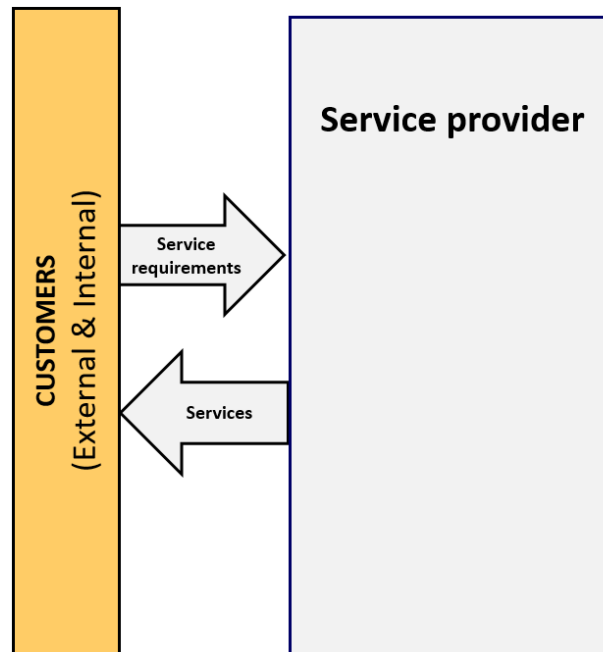 CUSTOMERS
(External & Internal)
Service
requirements
Services
Service provider